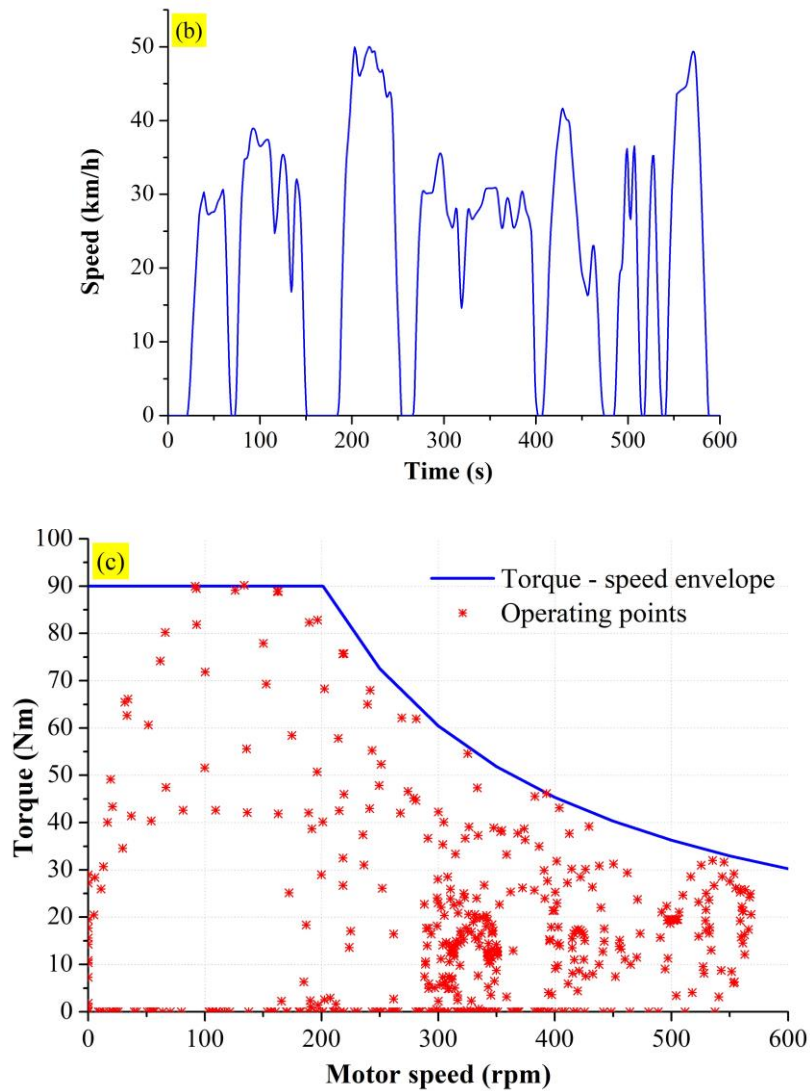 (b)
50
40
30
20
10
0
Speed (km/h)
0 100 200 300 400 500 600
Time (s)
(c)
100
90
80
70
60
50
40
30
20
10
0
Torque (Nm)
Torque - speed envelope
Operating points
0 100 200 300 400 500 600
Motor speed (rpm)